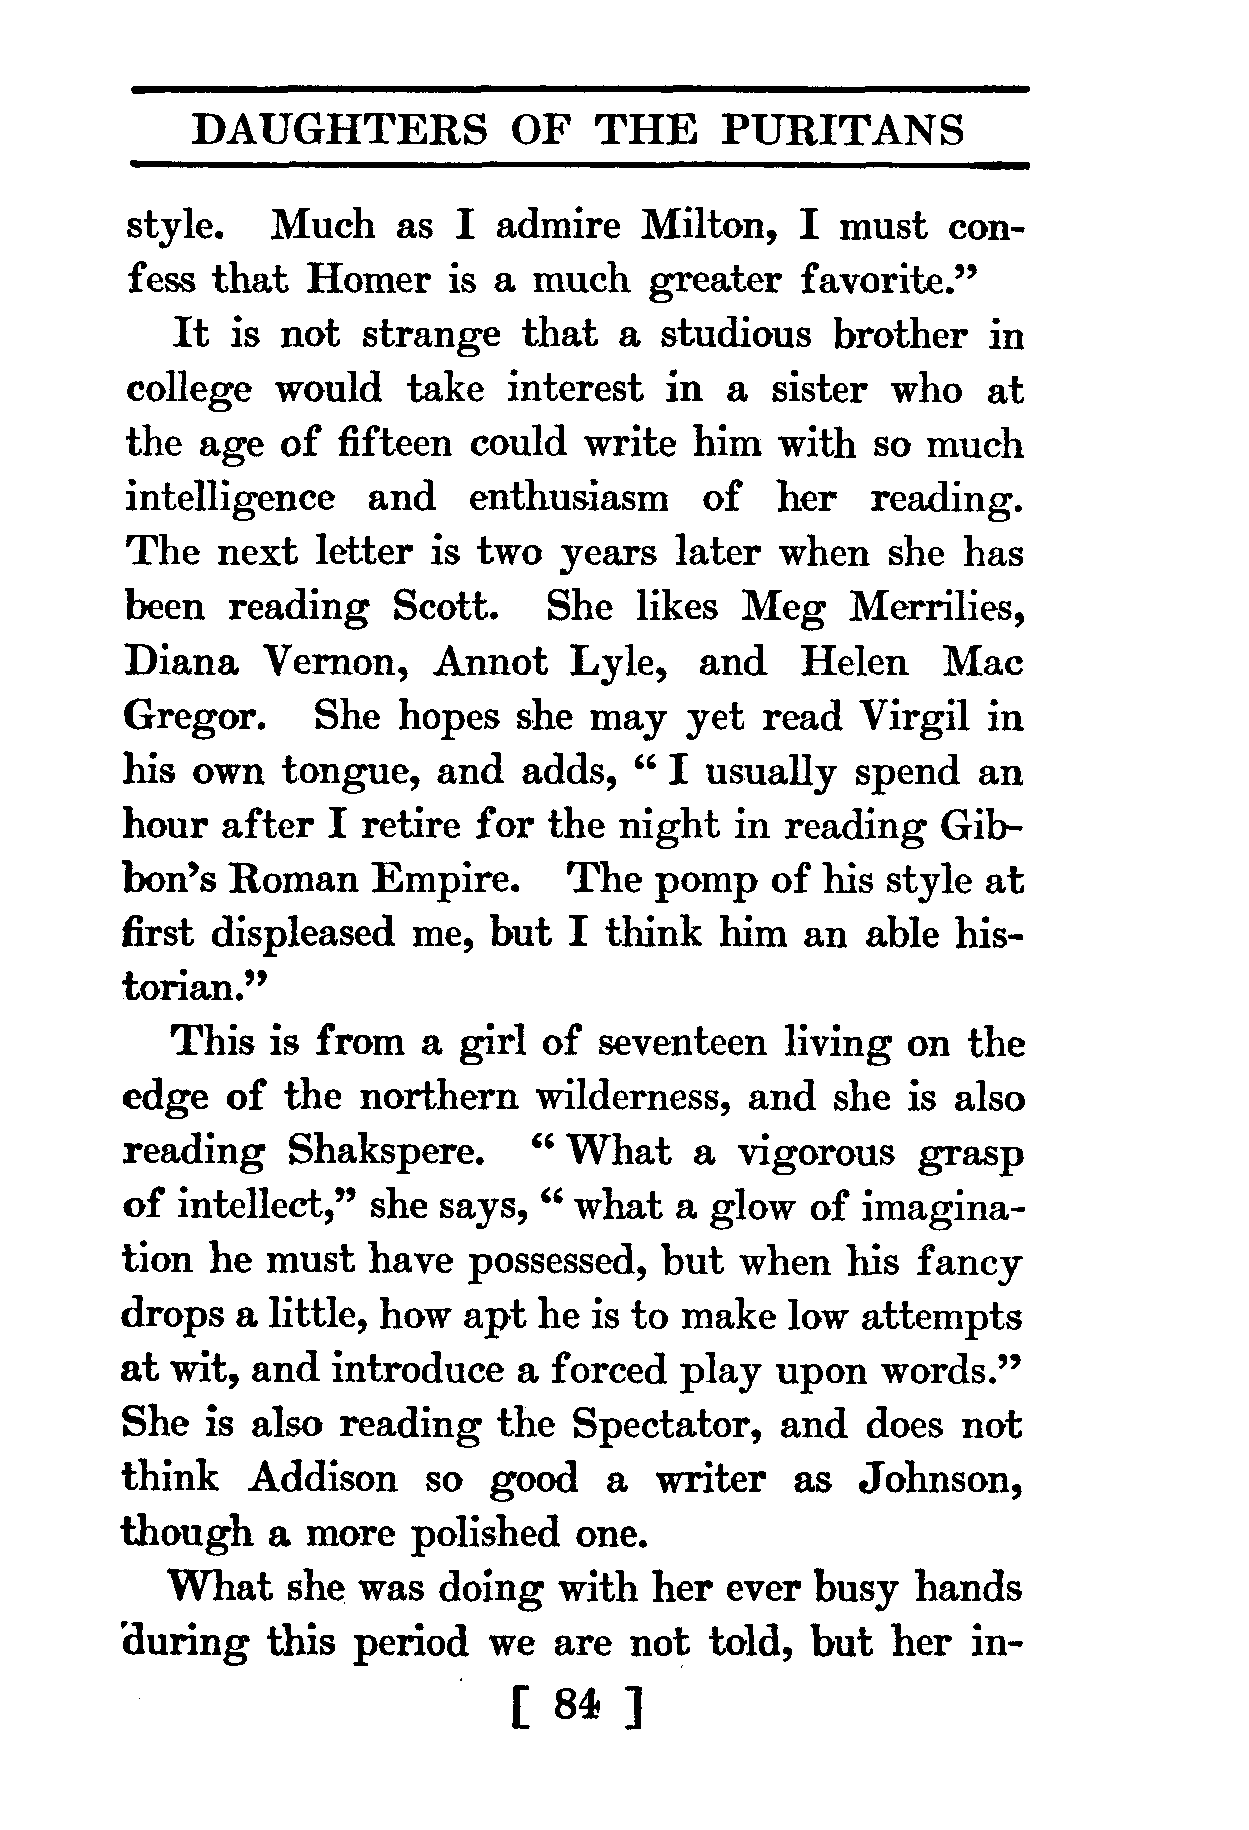 DAUGHTERS OF THE PURITANS
style. Much as I admire Milton, I must con-
fess that Homer is a much greater favorite.”
It is not strange that a studious brother in
college would take interest in a sister who at
the age of fifteen could write him with so much
intelligence and enthusiasm of her reading.
The next letter is two years later when she has
been reading Scott. She likes Meg Merrilies,
Diana Vernon, Annot Lyle, and Helen Mac
Gregor. She hopes she may yet read Virgil in
his own tongue, and adds, “ I usually spend an
hour after I retire for the night in reading Gib-
bon’s Roman Empire. The pomp of his style at
first displeased me, but I think him an able his-
torian.”
This is from a girl of seventeen living on the
edge of the northern wilderness, and she is also
reading Shakspere. “ What a vigorous grasp
of intellect,” she says, “ what a glow of imagina-
tion he must have possessed, but when his fancy
drops a little, how apt he is to make low attempts
at wit, and introduce a forced play upon words.”
She is also reading the Spectator, and does not
think Addison so good a writer as Johnson,
though a more polished one.
What she was doing with her ever busy hands
during this period we are not told, but her in-
[ 84 ]